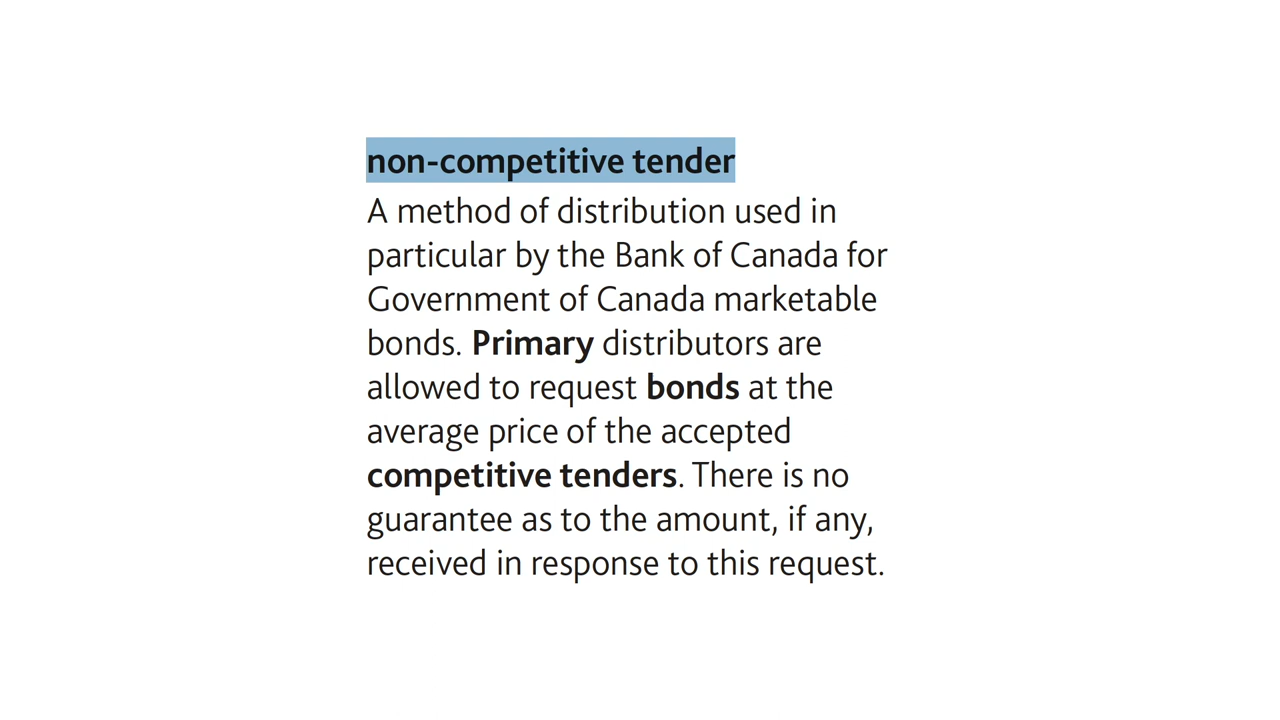 non-competitive tender
A method of distribution used in
particular by the Bank of Canada for
Government of Canada marketable
bonds. Primary distributors are
allowed to request bonds at the
average price of the accepted
competitive tenders. There is no
guarantee as to the amount, if any,
received in response to this request.